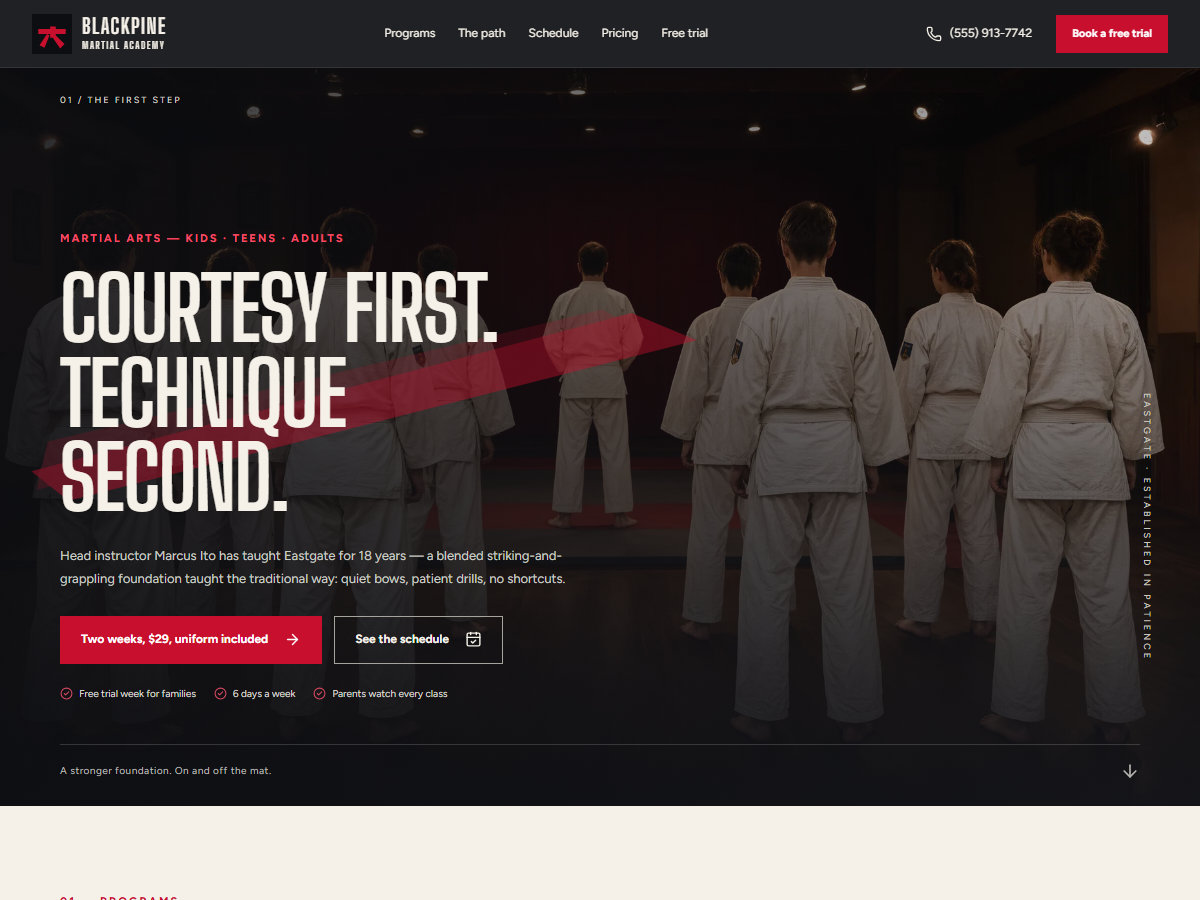 BLACKPINE
MARTIAL ACADEMY
Programs The path Schedule Pricing Free trial
(555) 913-7742
Book a free trial
01 / THE FIRST STEP
MARTIAL ARTS — KIDS · TEENS · ADULTS
COURTESY FIRST.
TECHNIQUE
SECOND.
Head instructor Marcus Ito has taught Eastgate for 18 years — a blended striking-and-
grappling foundation taught the traditional way: quiet bows, patient drills, no shortcuts.
Two weeks, $29, uniform included
See the schedule
Free trial week for families
6 days a week
Parents watch every class
EASTGATE · ESTABLISHED IN PATIENCE
A stronger foundation. On and off the mat.